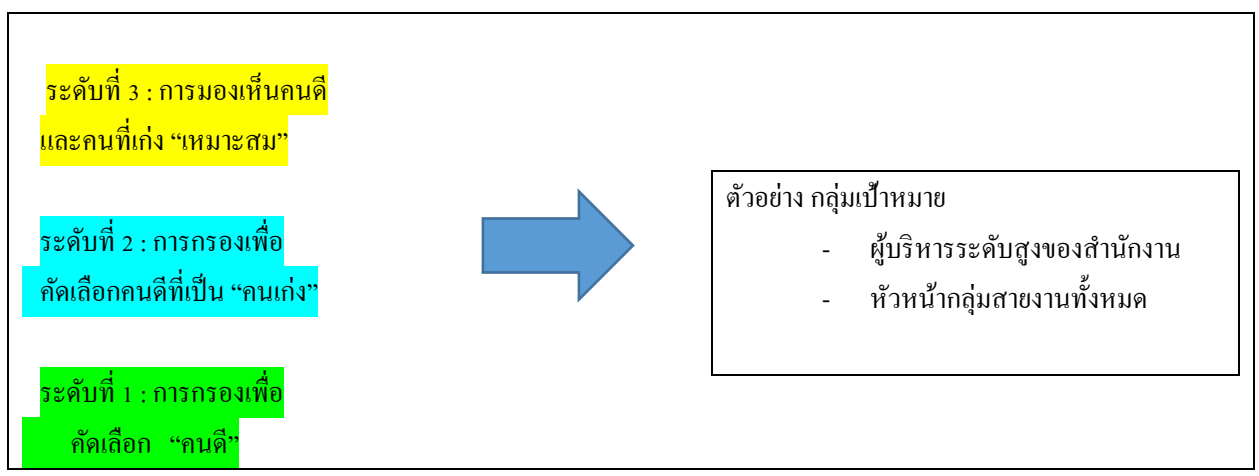 ระดับที่ 3 : การมองเห็นคนดี
และคนที่เก่ง “เหมาะสม”
ระดับที่ 2 : การกรองเพื่อ
คัดเลือกคนดีที่เป็น “คนเก่ง”
ระดับที่ 1 : การกรองเพื่อ
คัดเลือก “คนดี”
ตัวอย่าง กลุ่มเป้าหมาย
- ผู้บริหารระดับสูงของสำนักงาน
- หัวหน้ากลุ่มสายงานทั้งหมด